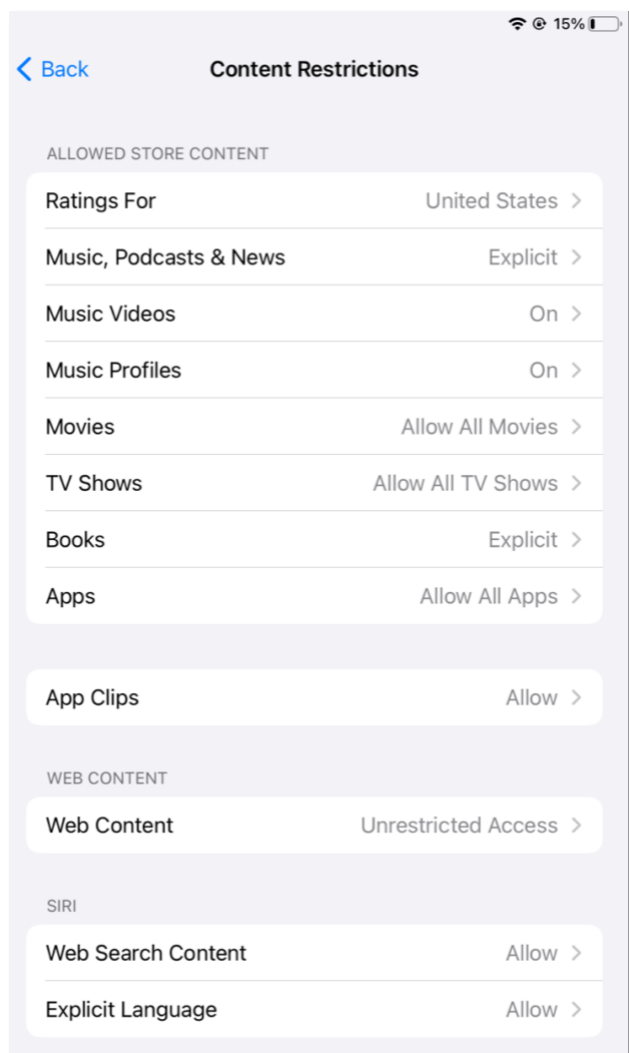 15%
Back
Content Restrictions
ALLOWED STORE CONTENT
Ratings For United States
Music, Podcasts & News Explicit
Music Videos On
Music Profiles On
Movies Allow All Movies
TV Shows Allow All TV Shows
Books Explicit
Apps Allow All Apps
App Clips Allow
WEB CONTENT
Web Content Unrestricted Access
SIRI
Web Search Content Allow
Explicit Language Allow